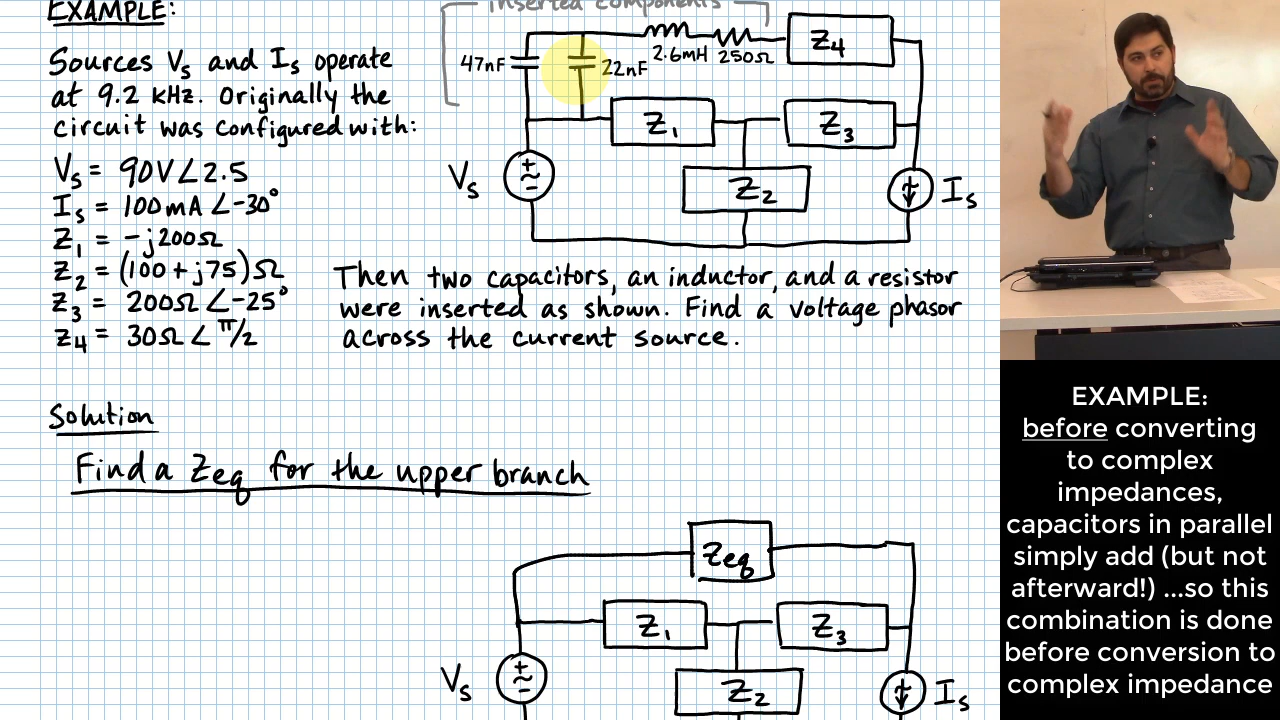 EXAMPLE:
inserted components
Sources Vs and Is operate
at 9.2 kHz. Originally the
circuit was configured with:
Vs = 90V∠2.5
Is = 100mA∠-30°
Z1 = -j200Ω
Z2 = (100+j75)Ω
Z3 = 200Ω∠-25°
Z4 = 30Ω∠π/2
47nF
22nF
2.6mH
250Ω
Z4
Z1
Z3
Z2
Vs
+
Is
Then two capacitors, an inductor, and a resistor
were inserted as shown. Find a voltage phasor
across the current source.
Solution
Find a Zeq for the upper branch
Zeq
Z1
Z3
Z2
Vs
+
Is
EXAMPLE:
before converting
to complex
impedances,
capacitors in parallel
simply add (but not
afterward!) ...so this
combination is done
before conversion to
complex impedance